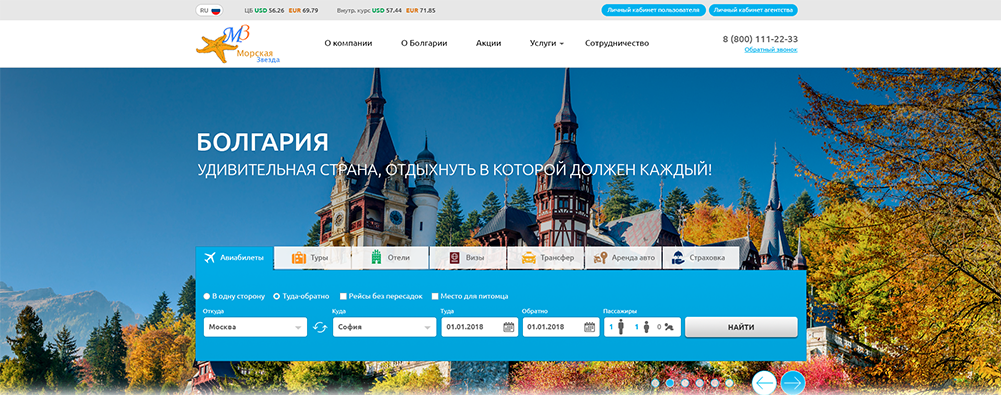 RU ЦБ USD 56.26 EUR 69.79 Внутр. курс USD 57.44 EUR 71.85 Личный кабинет пользователя Личный кабинет агентства
МЗ
Морская
Звезда
О компании О Болгарии Акции Услуги Сотрудничество
8 (800) 111-22-33
Обратный звонок
БОЛГАРИЯ
УДИВИТЕЛЬНАЯ СТРАНА, ОТДЫХНУТЬ В КОТОРОЙ ДОЛЖЕН КАЖДЫЙ!
Авиабилеты Туры Отели Визы Трансфер Аренда авто Страховка
В одну сторону Туда-обратно Рейсы без пересадок Место для питомца
Откуда Куда Туда Обратно Пассажиры
Москва София 01.01.2018 01.01.2018 1 1 0 НАЙТИ